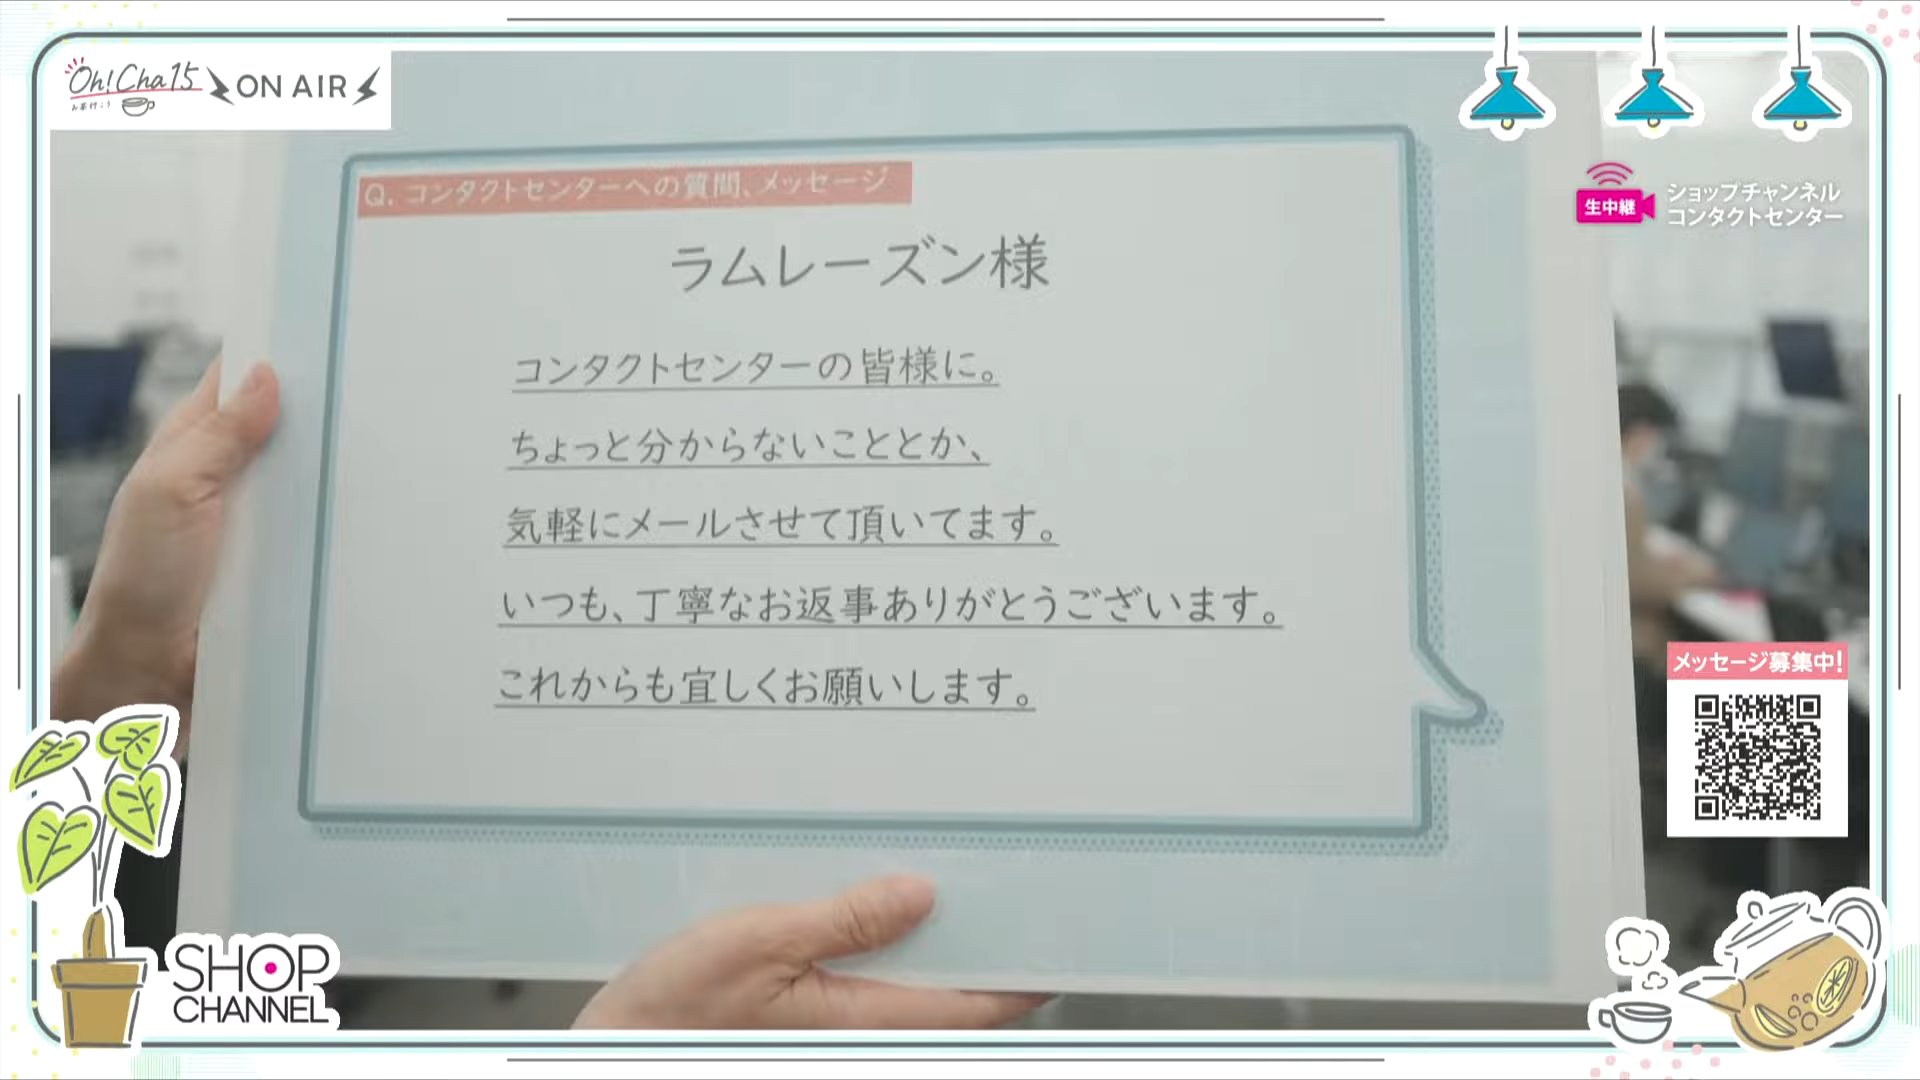 Oh!Cha15
お茶行こう
ON AIR
生中継
ショップチャンネル
コンタクトセンター
Q. コンタクトセンターへの質問、メッセージ
ラムレーズン様
コンタクトセンターの皆様に。
ちょっと分からないこととか、
気軽にメールさせて頂いてます。
いつも、丁寧なお返事ありがとうございます。
これからも宜しくお願いします。
メッセージ募集中!
SHOP
CHANNEL